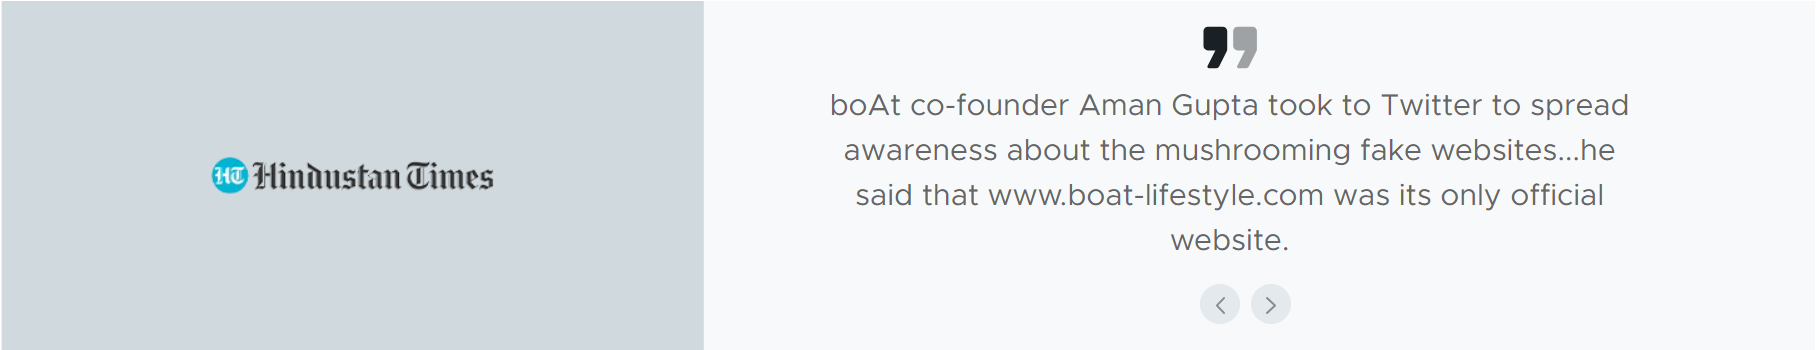 HT Hindustan Times
boAt co-founder Aman Gupta took to Twitter to spread
awareness about the mushrooming fake websites...he
said that www.boat-lifestyle.com was its only official
website.